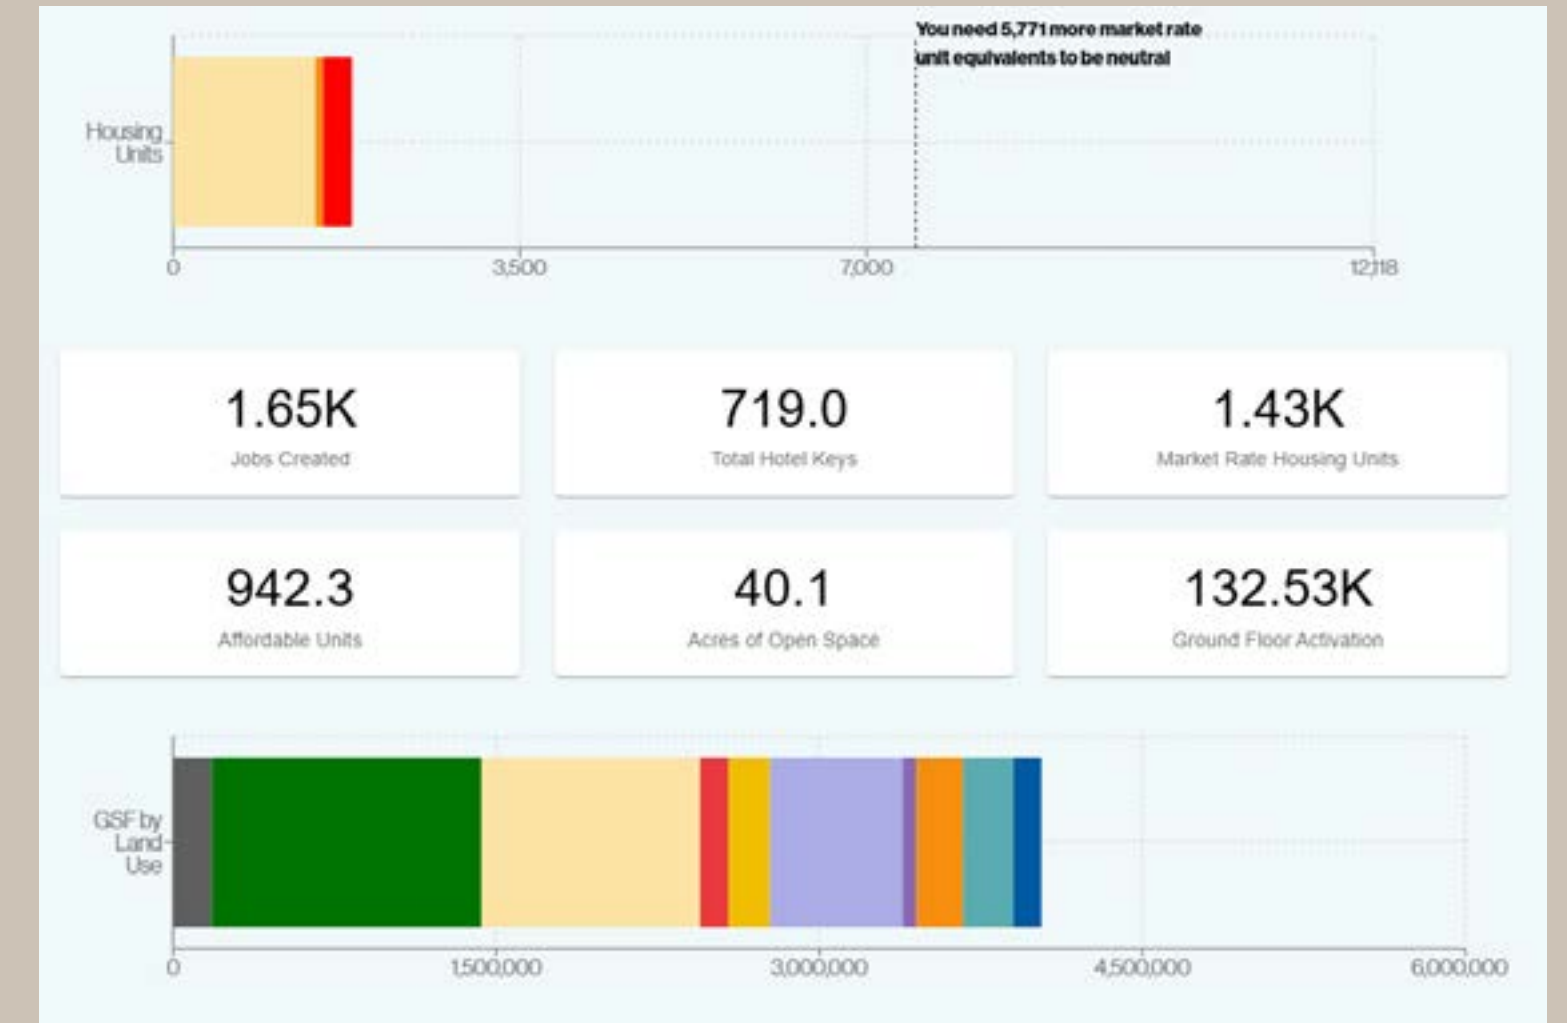 You need 5,771 more market rate
unit equivalents to be neutral
Housing
Units
0 3,500 7,000 12,118
1.65K 719.0 1.43K
Jobs Created Total Hotel Keys Market Rate Housing Units
942.3 40.1 132.53K
Affordable Units Acres of Open Space Ground Floor Activation
GSF by
Land
Use
0 1,500,000 3,000,000 4,500,000 6,000,000